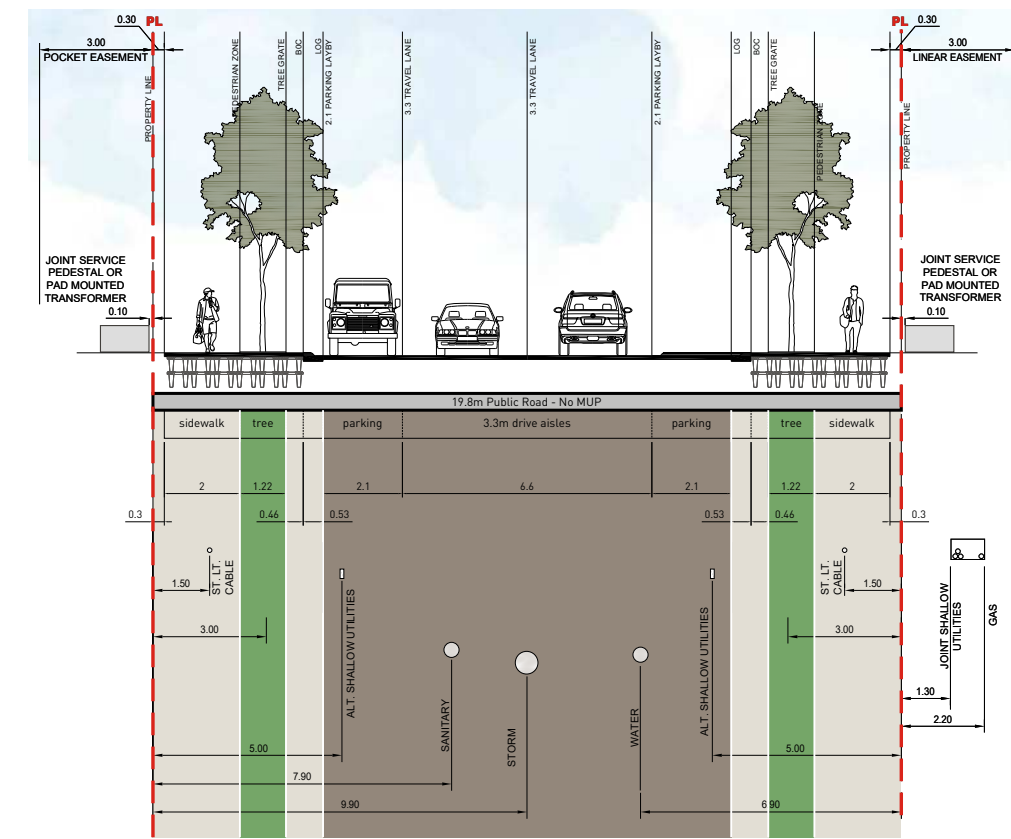 0.30
PL
3.00
POCKET EASEMENT
PROPERTY LINE
PEDESTRIAN ZONE
TREE GRATE
BOC
LOG
2.1 PARKING LAYBY
3.3 TRAVEL LANE
3.3 TRAVEL LANE
2.1 PARKING LAYBY
LOG
BOC
TREE GRATE
PEDESTRIAN ZONE
PROPERTY LINE
PL
0.30
3.00
LINEAR EASEMENT
JOINT SERVICE
PEDESTAL OR
PAD MOUNTED
TRANSFORMER
0.10
JOINT SERVICE
PEDESTAL OR
PAD MOUNTED
TRANSFORMER
0.10
19.8m Public Road - No MUP
sidewalk tree parking 3.3m drive aisles parking tree sidewalk
2 1.22 2.1 6.6 2.1 1.22 2
0.3 0.46 0.53 0.53 0.46 0.3
1.50
ST. LT.
CABLE
ST. LT.
CABLE
1.50
3.00
3.00
ALT. SHALLOW UTILITIES
SANITARY
STORM
WATER
ALT. SHALLOW UTILITIES
JOINT SHALLOW
UTILITIES
GAS
1.30
2.20
5.00
5.00
7.90
9.90
6.90